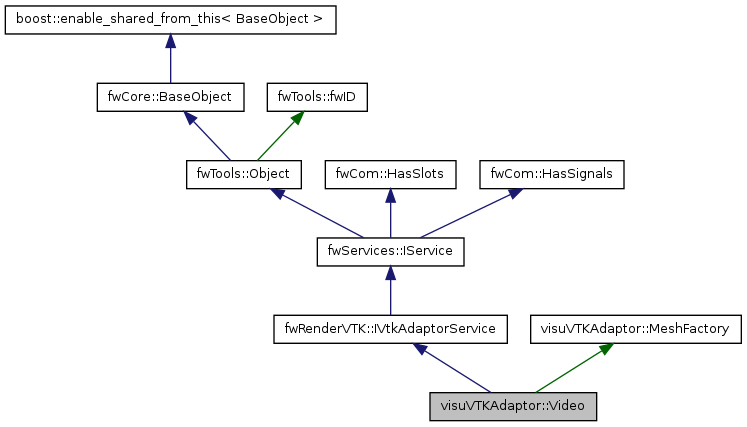 boost::enable_shared_from_this< BaseObject >
fwCore::BaseObject
fwTools::fwID
fwTools::Object
fwCom::HasSlots
fwCom::HasSignals
fwServices::IService
fwRenderVTK::IVtkAdaptorService
visuVTKAdaptor::MeshFactory
visuVTKAdaptor::Video